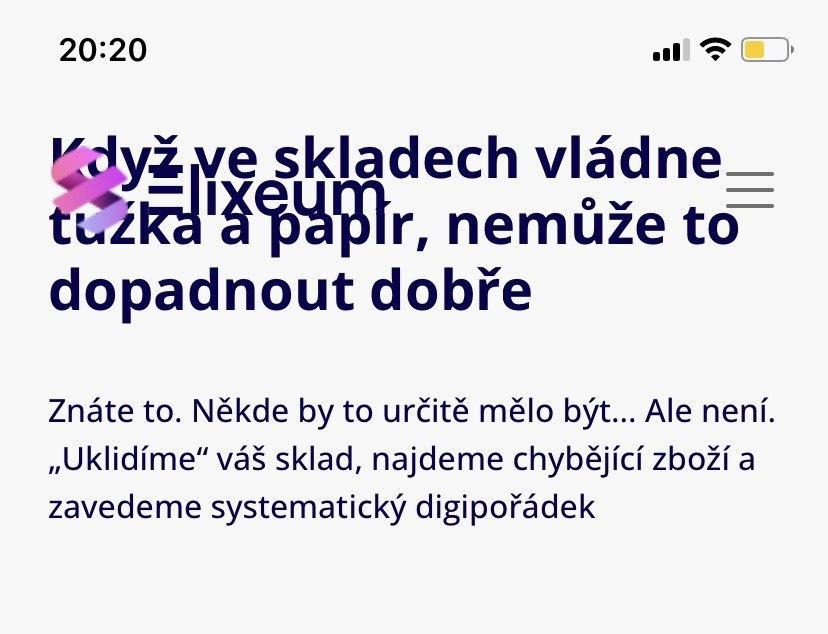 20:20
Když ve skladech vládne
Elixeum
tužka a papír, nemůže to
dopadnout dobře
Znáte to. Někde by to určitě mělo být... Ale není.
„Uklidíme“ váš sklad, najdeme chybějící zboží a
zavedeme systematický digipořádek